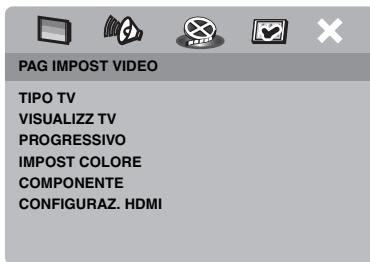 PAG IMPOST VIDEO
TIPO TV
VISUALIZZ TV
PROGRESSIVO
IMPOST COLORE
COMPONENTE
CONFIGURAZ. HDMI